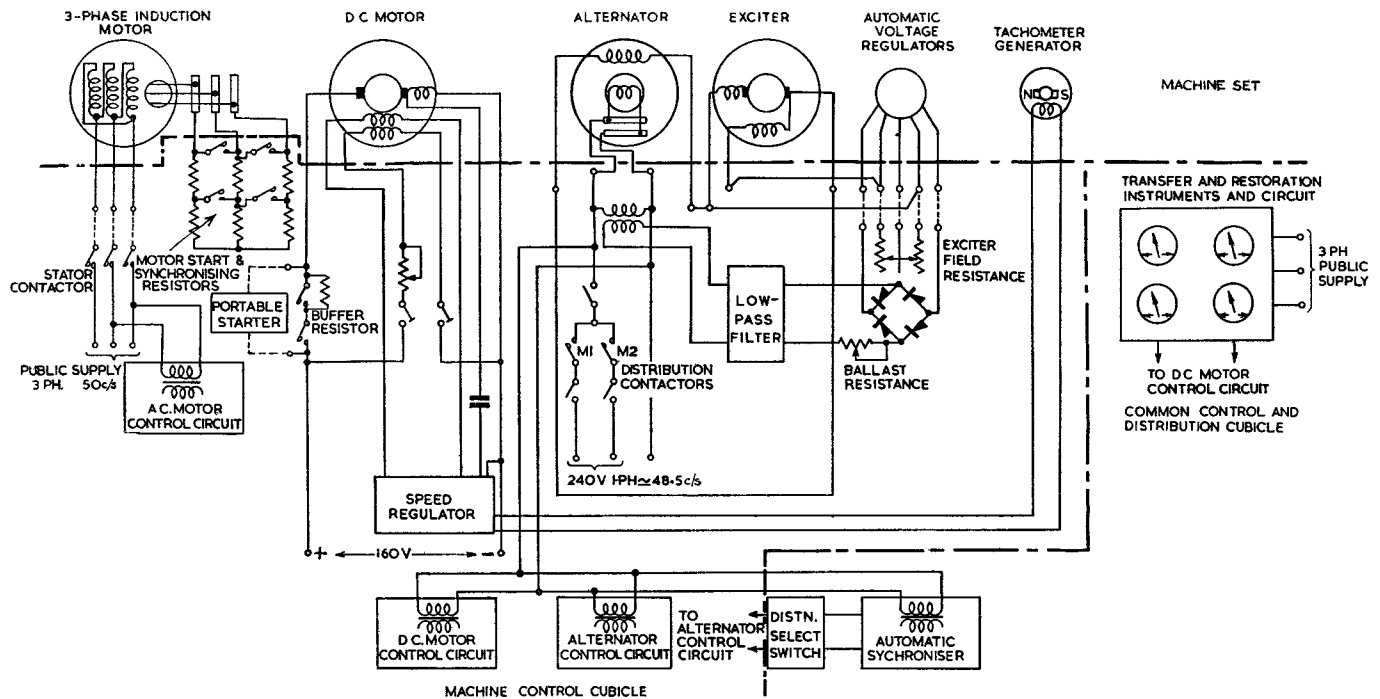 3-PHASE INDUCTION
MOTOR
D C MOTOR
ALTERNATOR
EXCITER
AUTOMATIC
VOLTAGE
REGULATORS
TACHOMETER
GENERATOR
N
S
MACHINE SET
STATOR
CONTACTOR
MOTOR START &
SYNCHRONISING
RESISTORS
PORTABLE
STARTER
BUFFER
RESISTOR
PUBLIC SUPPLY
3 PH. 50c/s
A.C. MOTOR
CONTROL CIRCUIT
M1
M2
DISTRIBUTION
CONTACTORS
240V 1-PH≃48·5c/s
LOW-
PASS
FILTER
EXCITER
FIELD
RESISTANCE
BALLAST
RESISTANCE
TRANSFER AND RESTORATION
INSTRUMENTS AND CIRCUIT
3 PH
PUBLIC
SUPPLY
TO DC MOTOR
CONTROL CIRCUIT
COMMON CONTROL AND
DISTRIBUTION CUBICLE
SPEED
REGULATOR
+ 160V -
D.C. MOTOR
CONTROL CIRCUIT
ALTERNATOR
CONTROL CIRCUIT
TO
ALTERNATOR
CONTROL
CIRCUIT
DISTN.
SELECT
SWITCH
AUTOMATIC
SYCHRONISER
MACHINE CONTROL CUBICLE